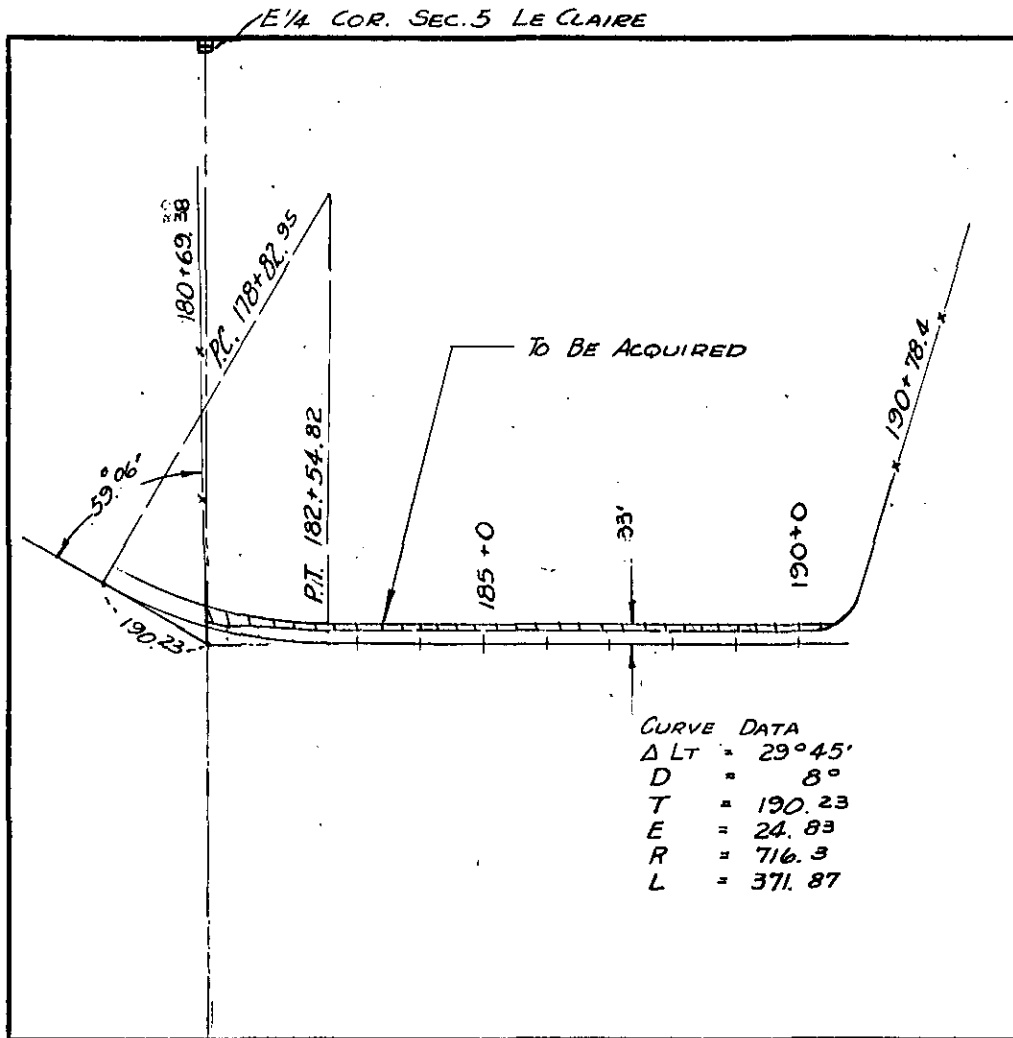 E 1/4 COR. SEC. 5 LE CLAIRE
180+69.38
P.C. 178+82.95
TO BE ACQUIRED
190+78.4
59° 06'
P.T. 182+54.82
185+0
33'
190+0
190.23
CURVE DATA
Δ LT = 29°45'
D = 8°
T = 190.23
E = 24.83
R = 716.3
L = 371.87